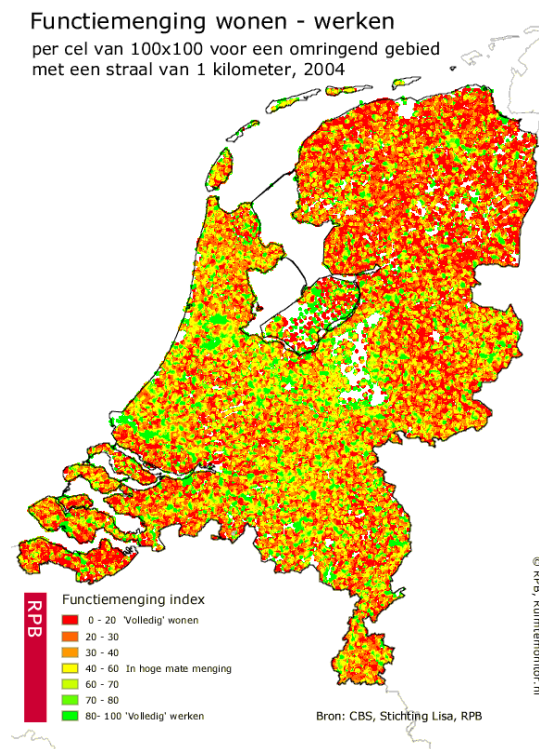 Functiemenging wonen - werken
per cel van 100x100 voor een omringend gebied
met een straal van 1 kilometer, 2004
© RPB, Ruimtemonitor.nl
RPB
Functiemenging index
0 - 20 'Volledig' wonen
20 - 30
30 - 40
40 - 60 In hoge mate menging
60 - 70
70 - 80
80- 100 'Volledig' werken
Bron: CBS, Stichting Lisa, RPB